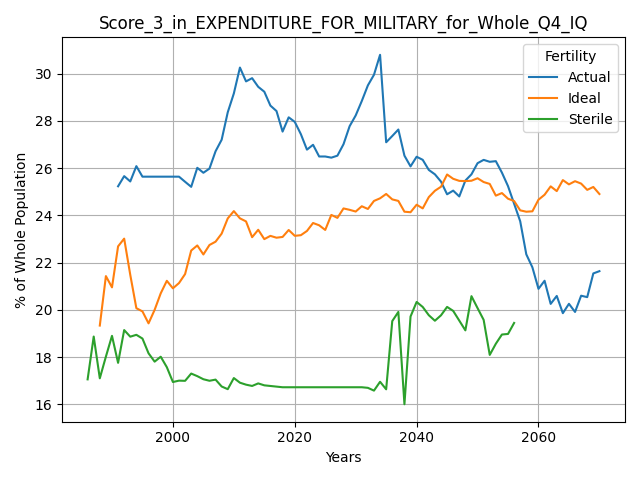 Score_3_in_EXPENDITURE_FOR_MILITARY_for_Whole_Q4_IQ
Fertility
Actual
Ideal
Sterile
% of Whole Population
30
28
26
24
22
20
18
16
2000
2020
2040
2060
Years